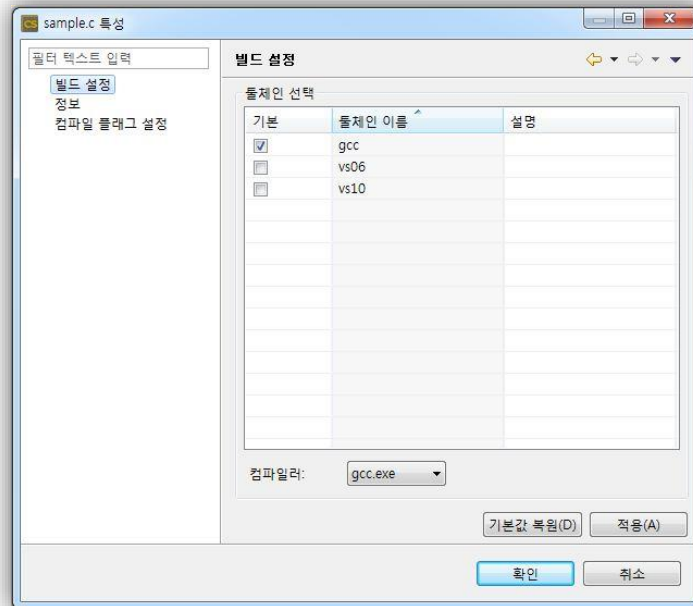 CS sample.c 특성
필터 텍스트 입력
빌드 설정
정보
컴파일 플래그 설정
빌드 설정
툴체인 선택
기본 툴체인 이름 설명
gcc
vs06
vs10
컴파일러: gcc.exe
기본값 복원(D) 적용(A)
확인 취소